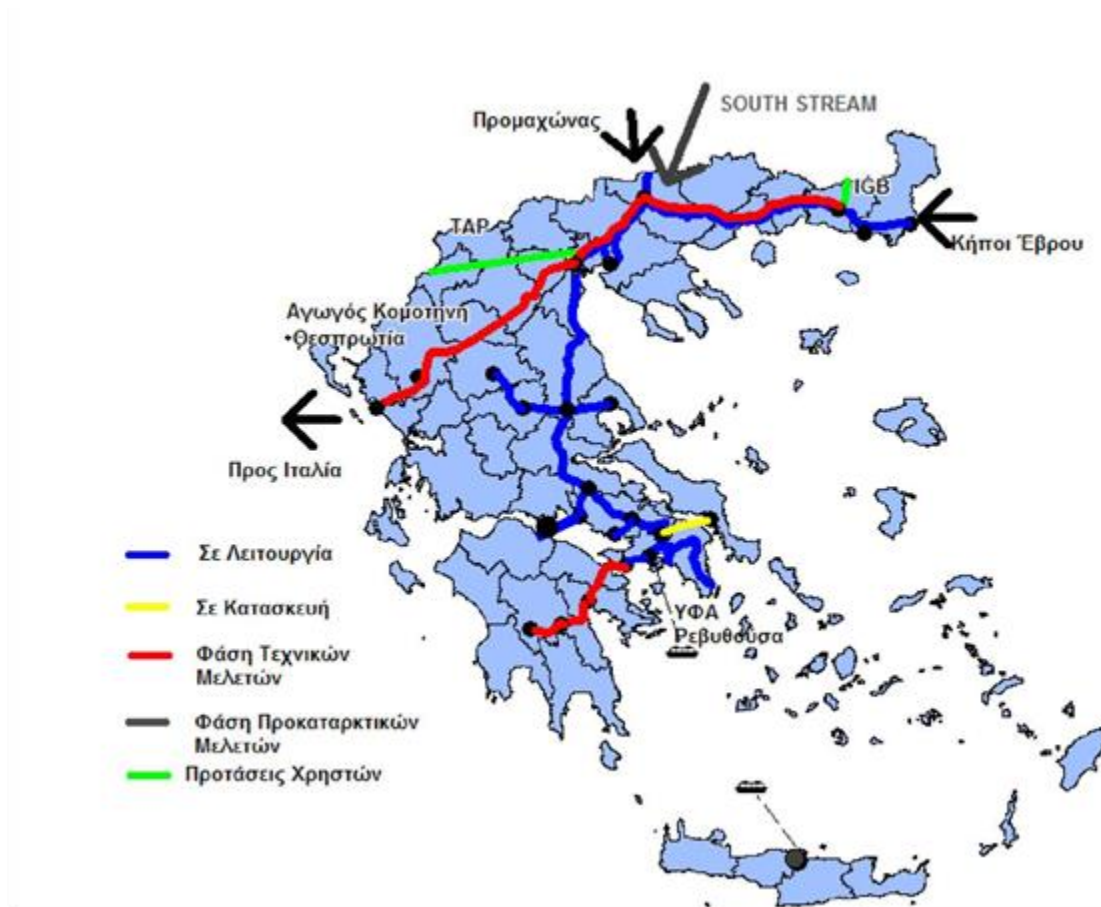 SOUTH STREAM
Προμαχώνας
IGB
TAP
Κήποι Έβρου
Αγωγός Κομοτηνή
-Θεσπρωτία
Προς Ιταλία
Σε Λειτουργία
Σε Κατασκευή
ΥΦΑ
Ρεβυθούσα
Φάση Τεχνικών
Μελετών
Φάση Προκαταρκτικών
Μελετών
Προτάσεις Χρηστών